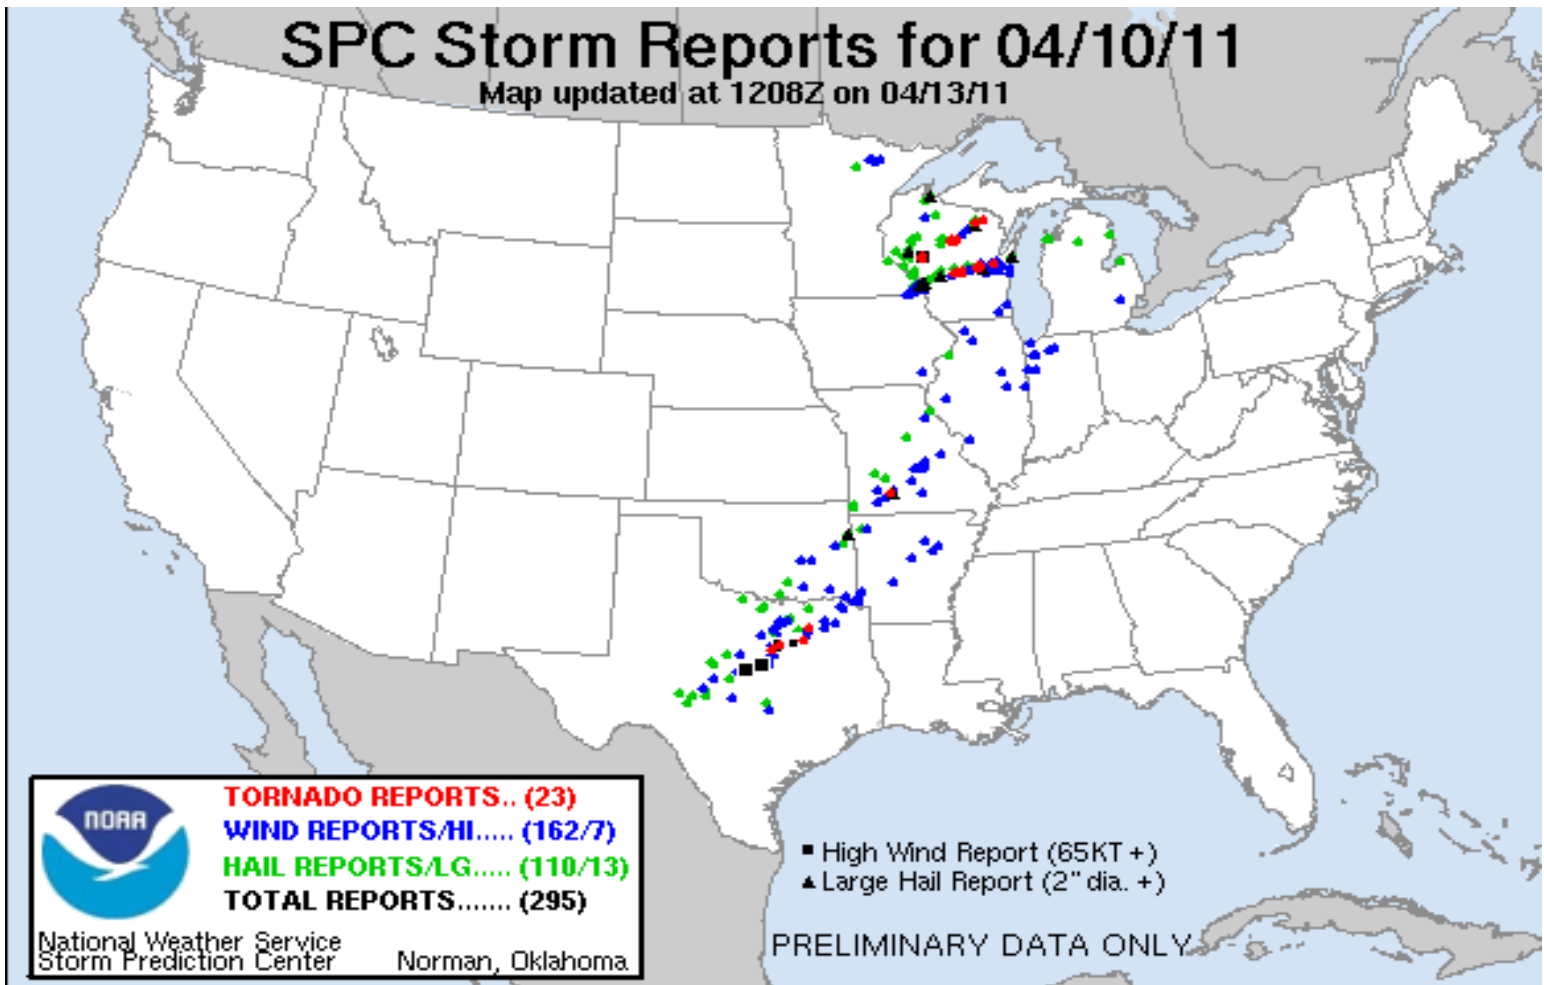 SPC Storm Reports for 04/10/11
Map updated at 1208Z on 04/13/11
NOAA
TORNADO REPORTS.. (23)
WIND REPORTS/HI..... (162/7)
HAIL REPORTS/LG..... (110/13)
TOTAL REPORTS....... (295)
National Weather Service
Storm Prediction Center
Norman, Oklahoma
High Wind Report (65KT +)
Large Hail Report (2" dia. +)
PRELIMINARY DATA ONLY